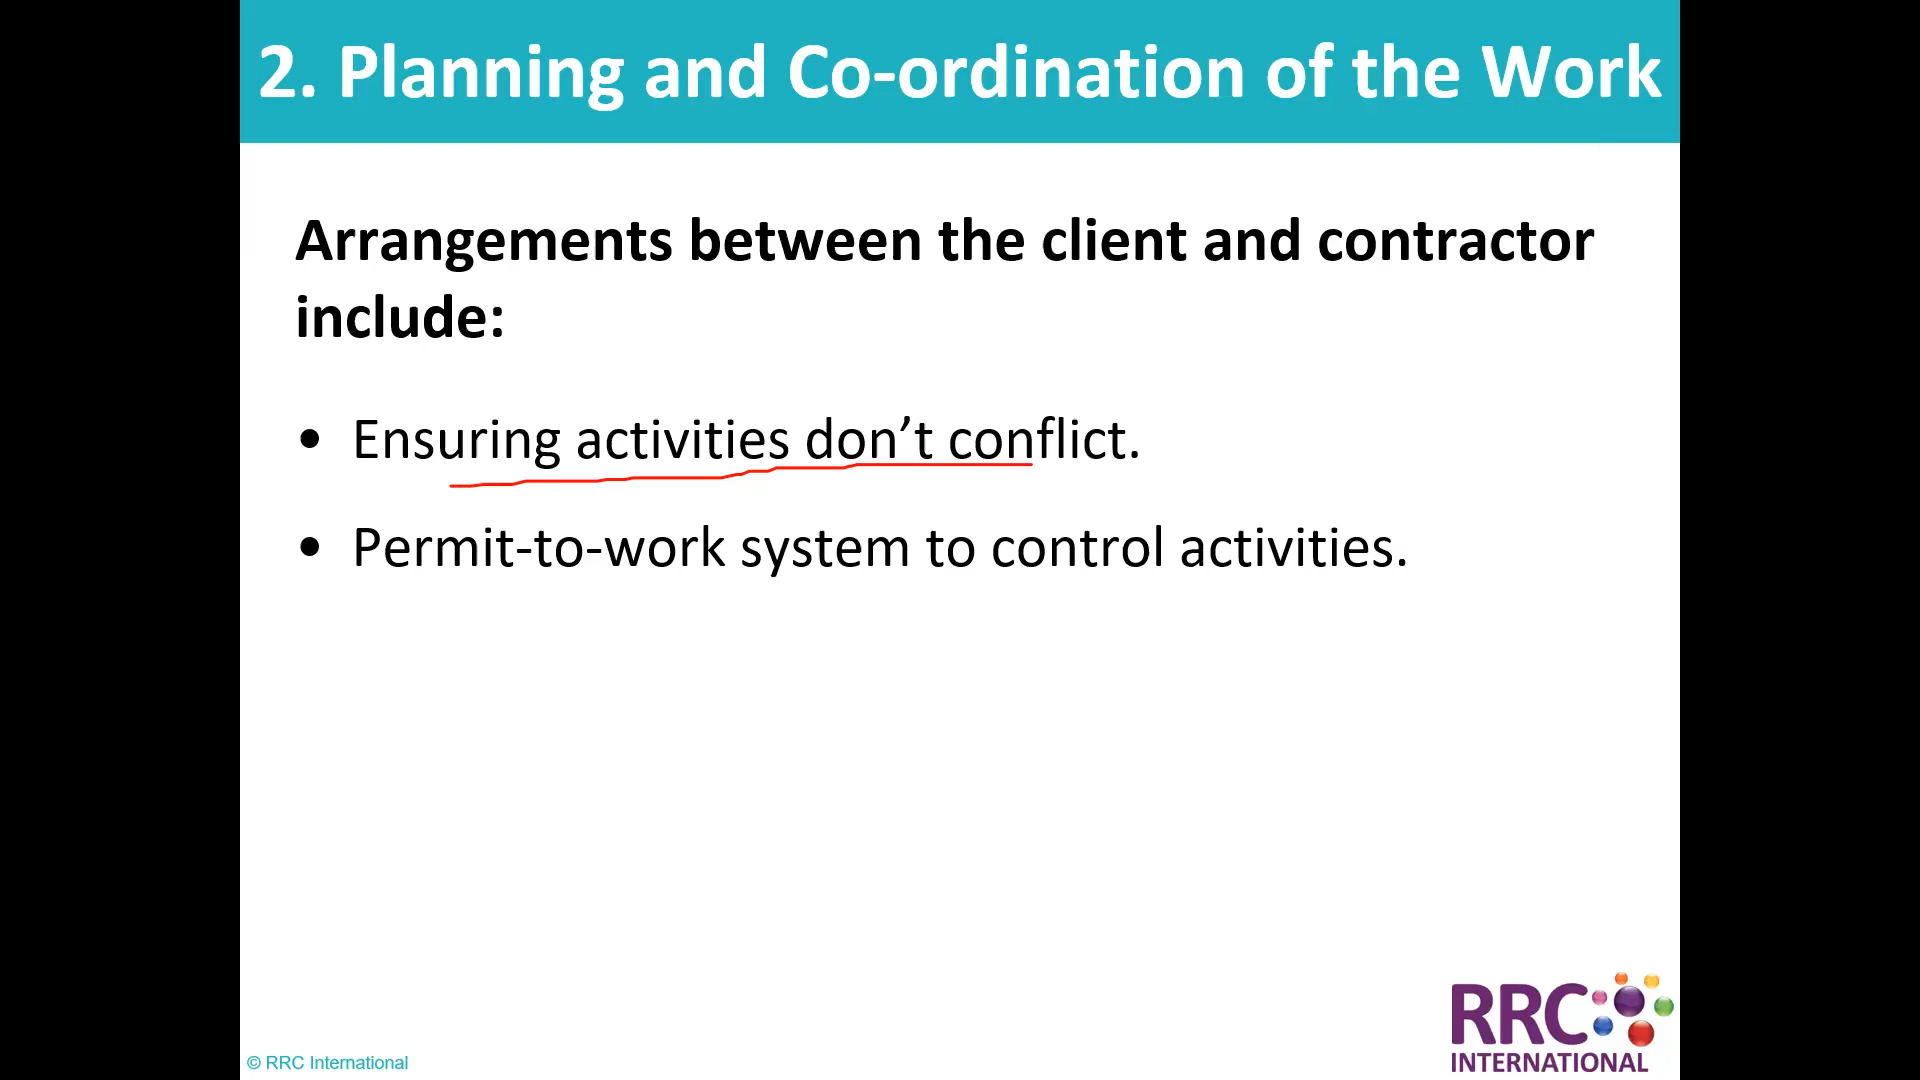 2. Planning and Co-ordination of the Work
Arrangements between the client and contractor
include:
• Ensuring activities don’t conflict.
• Permit-to-work system to control activities.
RRC
INTERNATIONAL
© RRC International